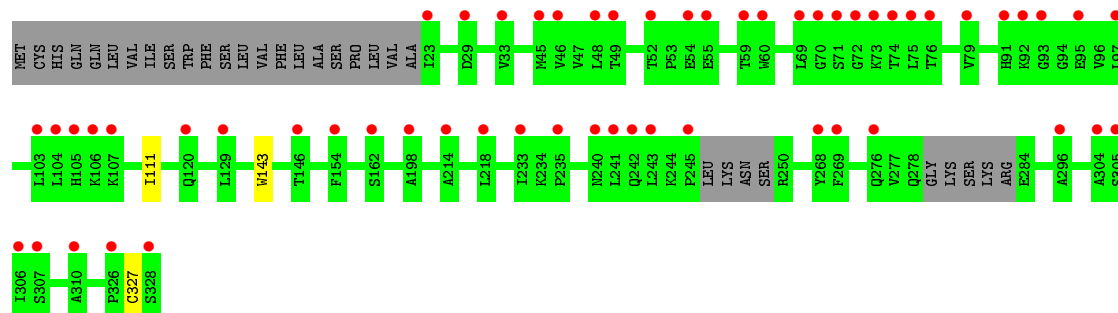 MET CYS HIS GLN GLN LEU VAL ILE SER TRP PHE SER LEU VAL PHE LEU ALA SER PRO LEU VAL ALA I23 D29 V33 M45 V46 V47 L48 T49 T52 P53 E54 E55 T59 W60 L69 G70 S71 G72 K73 T74 L75 T76 V79 H91 K92 G93 G94 E95 V96 L97
L103 L104 H105 K106 K107 I111 Q120 L129 W143 T146 F154 S162 A198 A214 L218 I233 K234 P235 N240 L241 Q242 L243 K244 P245 LEU LYS ASN SER R250 Y268 F269 Q276 V277 Q278 GLY LYS SER LYS ARG E284 A296 A304 S305
I306 S307 A310 P326 C327 S328